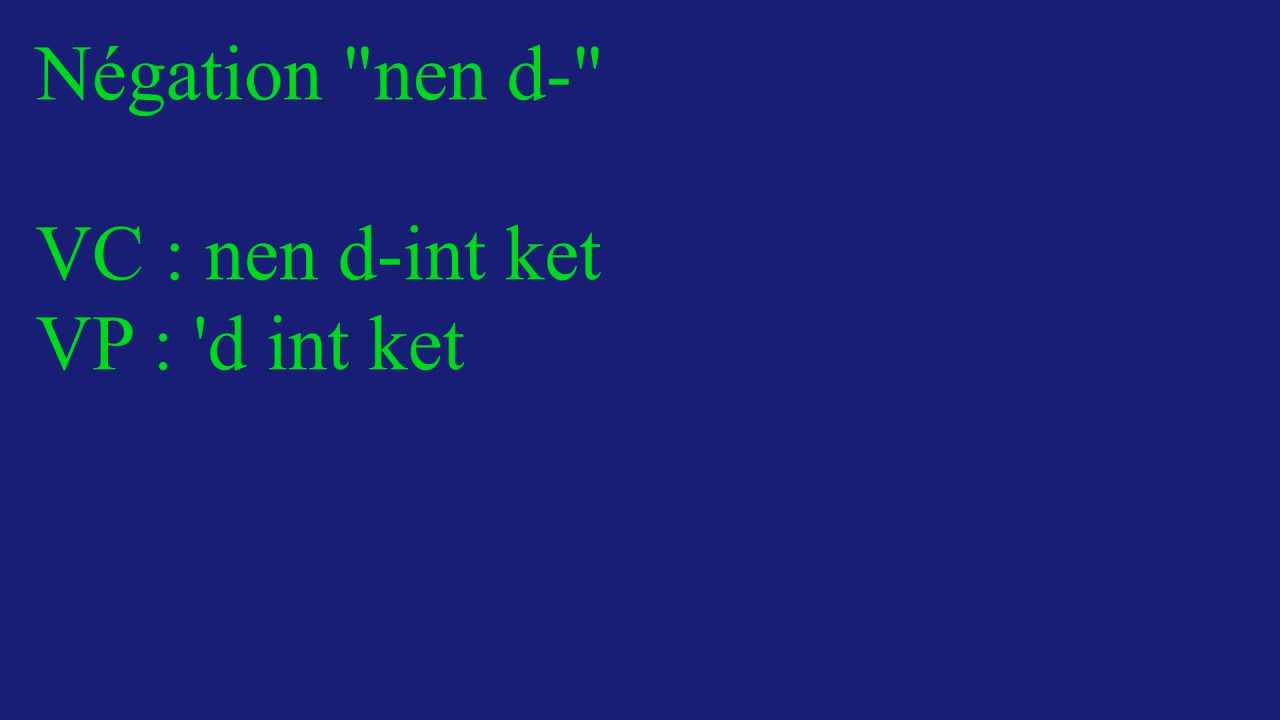 Négation "nen d-"
VC : nen d-int ket
VP : 'd int ket